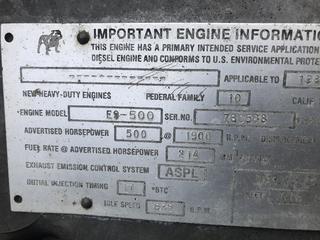 IMPORTANT ENGINE INFORMATI
THIS ENGINE HAS A PRIMARY INTENDED SERVICE APPLICATION
DIESEL ENGINE AND CONFORMS TO U.S. ENVIRONMENTAL PROTE
APPLICABLE TO
NEW HEAVY-DUTY ENGINES FEDERAL FAMILY 10 CALIF
ENGINE MODEL E9-500 SER.NO.
ADVERTISED HORSEPOWER 500 @ 1900 R.P.M.
FUEL RATE @ ADVERTISED HORSEPOWER 314
EXHAUST EMISSION CONTROL SYSTEM ASPL
INITIAL INJECTION TIMING °BTC
IDLE SPEED R.P.M.